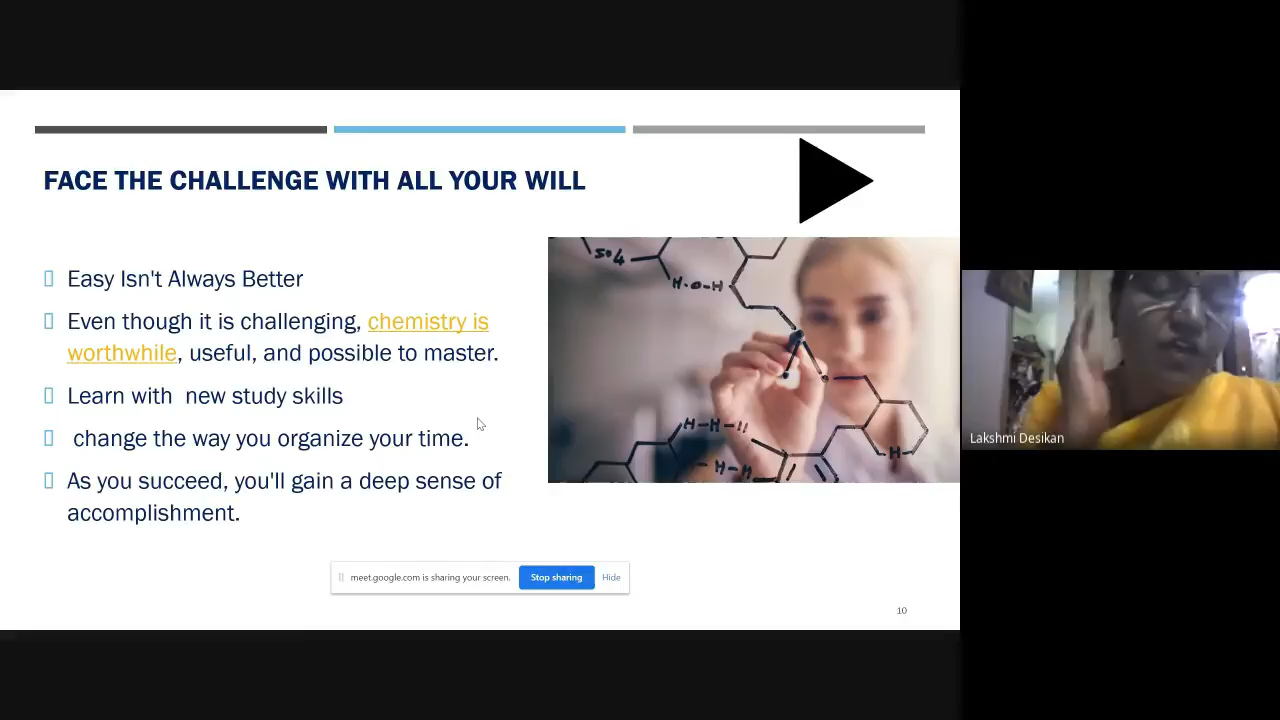 FACE THE CHALLENGE WITH ALL YOUR WILL
Easy Isn't Always Better
Even though it is challenging, chemistry is
worthwhile, useful, and possible to master.
Learn with  new study skills
change the way you organize your time.
As you succeed, you'll gain a deep sense of
accomplishment.
so4
H-O-H
H-H-!!
H-H
H
Lakshmi Desikan
meet.google.com is sharing your screen.
Stop sharing
Hide
10